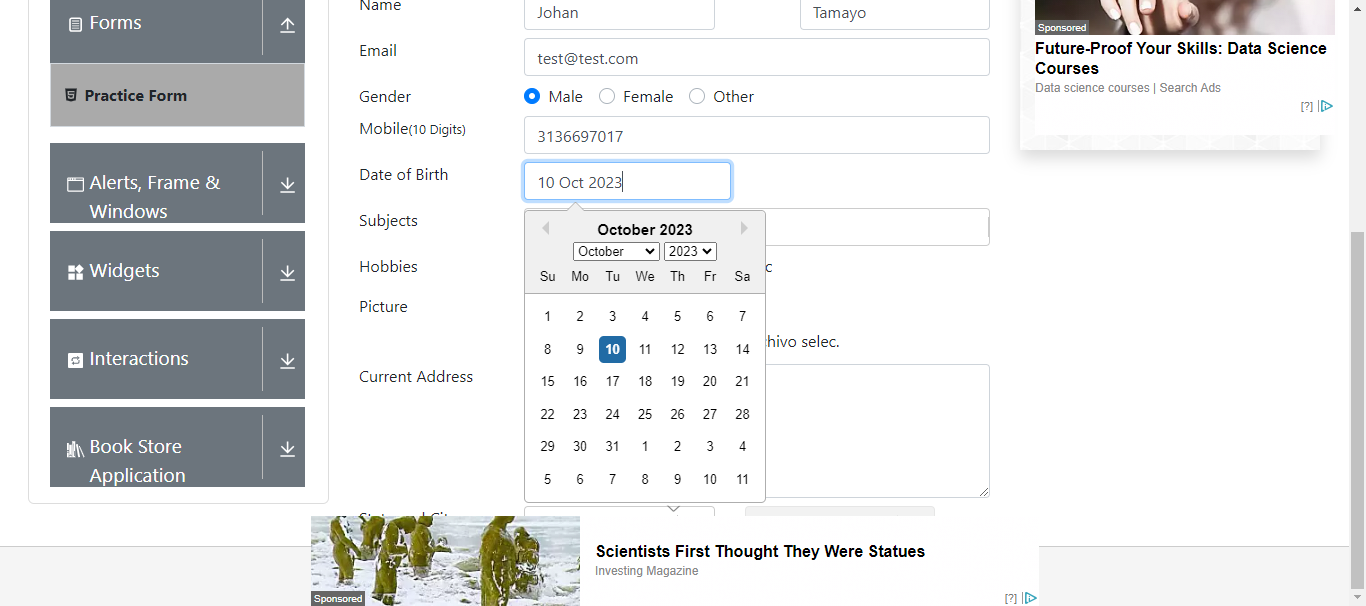 Forms
Practice Form
Alerts, Frame &
Windows
Widgets
Interactions
Book Store
Application
Name
Johan
Tamayo
Email
test@test.com
Gender
Male
Female
Other
Mobile(10 Digits)
3136697017
Date of Birth
10 Oct 2023
Subjects
Hobbies
Picture
hivo selec.
Current Address
October 2023
October
2023
Su Mo Tu We Th Fr Sa
1 2 3 4 5 6 7
8 9 10 11 12 13 14
15 16 17 18 19 20 21
22 23 24 25 26 27 28
29 30 31 1 2 3 4
5 6 7 8 9 10 11
Sponsored
Future-Proof Your Skills: Data Science
Courses
Data science courses | Search Ads
[?]
Scientists First Thought They Were Statues
Investing Magazine
Sponsored
[?]